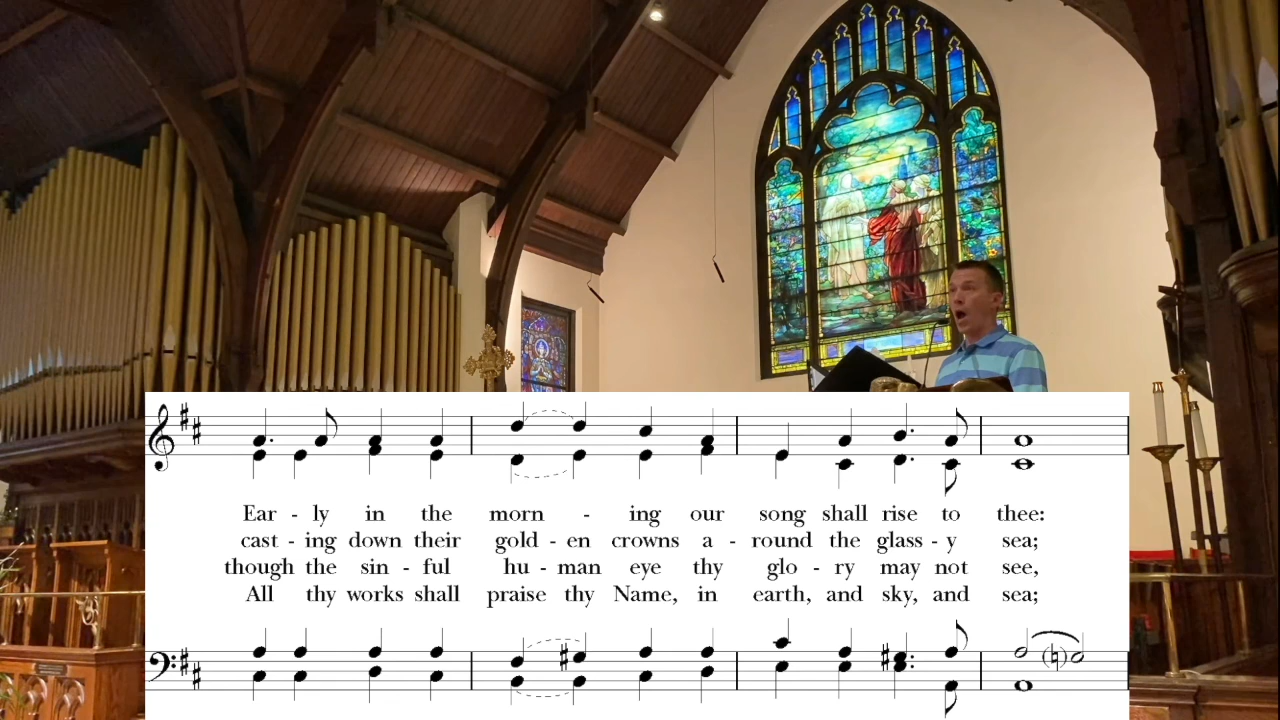 Ear - ly in the morn - ing our song shall rise to thee:
cast - ing down their gold - en crowns a - round the glass - y sea;
though the sin - ful hu - man eye thy glo - ry may not see,
All thy works shall praise thy Name, in earth, and sky, and sea;